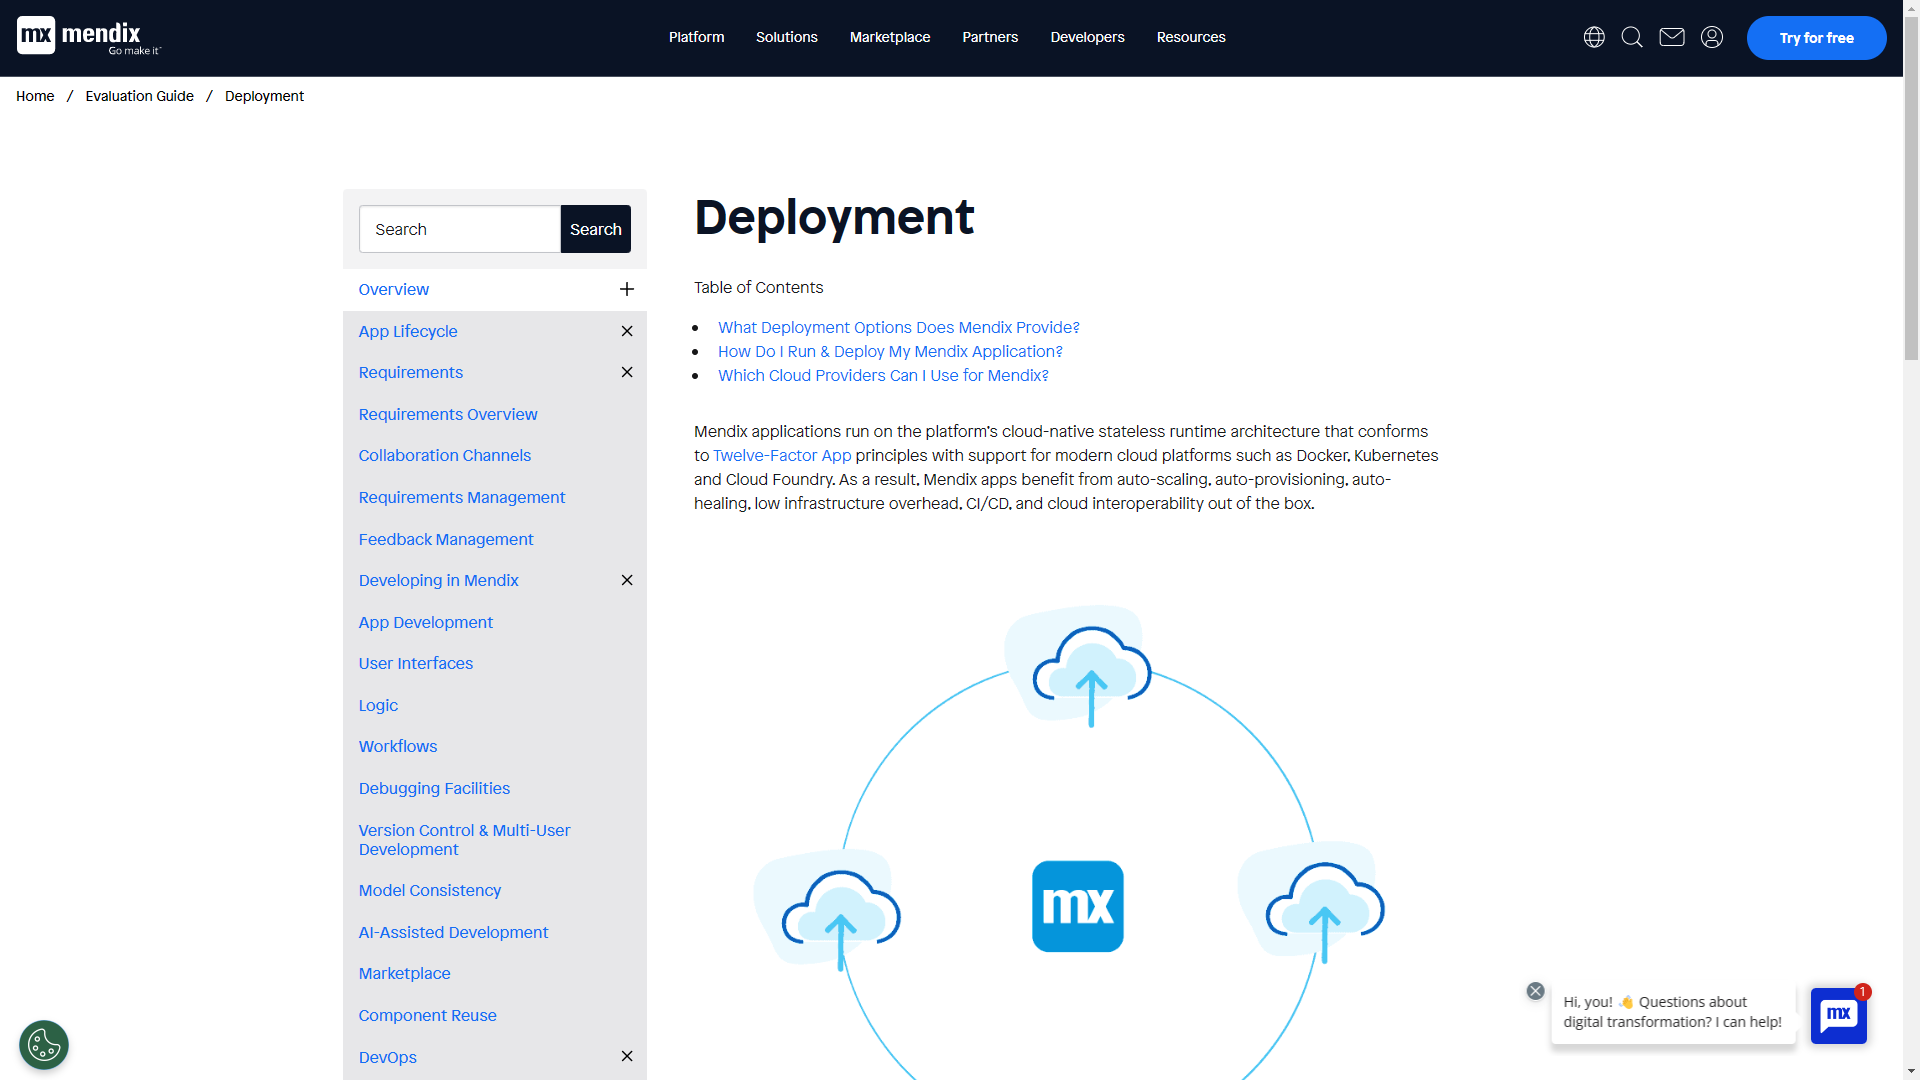 mx mendix
Go make it
Platform
Solutions
Marketplace
Partners
Developers
Resources
Try for free
Home / Evaluation Guide / Deployment
Search
Search
Overview
App Lifecycle
Requirements
Requirements Overview
Collaboration Channels
Requirements Management
Feedback Management
Developing in Mendix
App Development
User Interfaces
Logic
Workflows
Debugging Facilities
Version Control & Multi-User
Development
Model Consistency
AI-Assisted Development
Marketplace
Component Reuse
DevOps
Deployment
Table of Contents
What Deployment Options Does Mendix Provide?
How Do I Run & Deploy My Mendix Application?
Which Cloud Providers Can I Use for Mendix?
Mendix applications run on the platform's cloud-native stateless runtime architecture that conforms
to Twelve-Factor App principles with support for modern cloud platforms such as Docker, Kubernetes
and Cloud Foundry. As a result, Mendix apps benefit from auto-scaling, auto-provisioning, auto-
healing, low infrastructure overhead, CI/CD, and cloud interoperability out of the box.
mx
Hi, you! 👋 Questions about
digital transformation? I can help!
mx
1